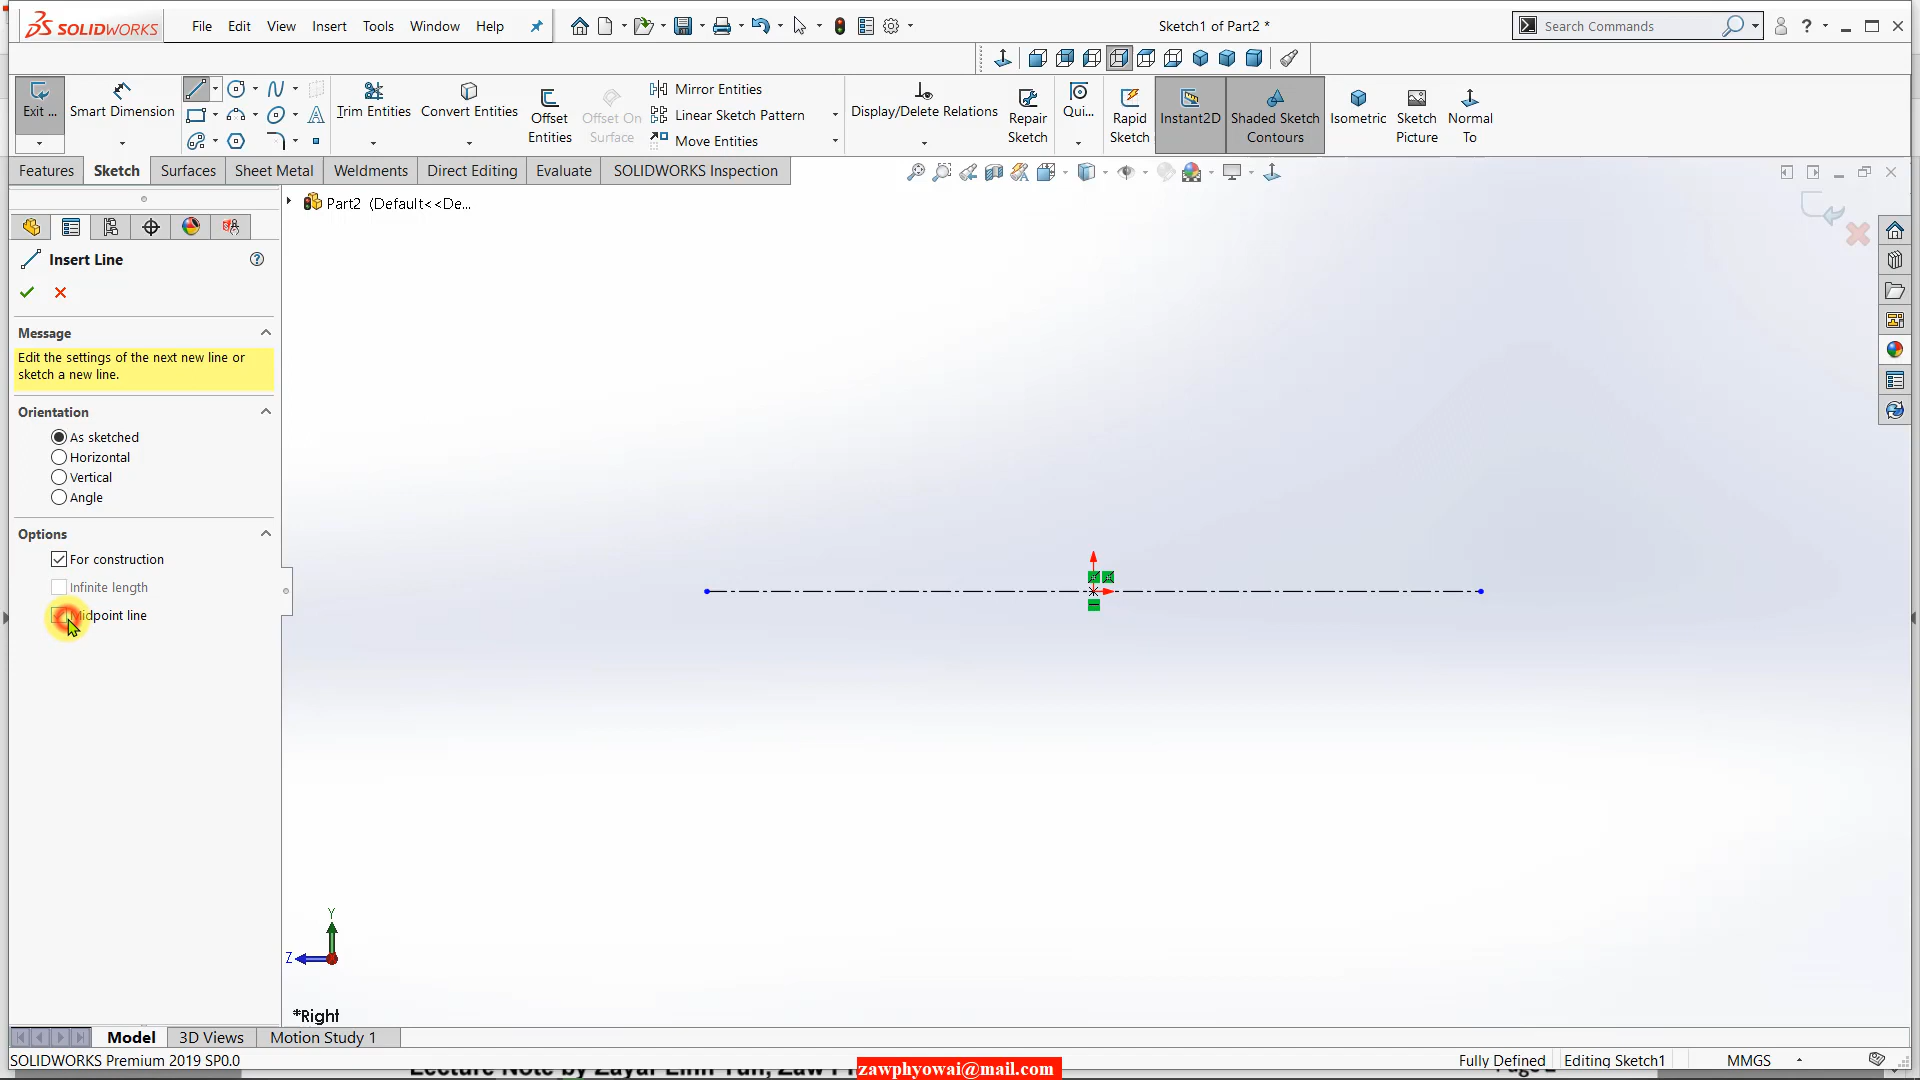 SOLIDWORKS
File Edit View Insert Tools Window Help
Sketch1 of Part2 *
Search Commands
Exit ...
Smart Dimension
Trim Entities
Convert Entities
Offset Entities
Offset On Surface
Mirror Entities
Linear Sketch Pattern
Move Entities
Display/Delete Relations
Repair Sketch
Qui...
Rapid Sketch
Instant2D
Shaded Sketch Contours
Isometric
Sketch Picture
Normal To
Features Sketch Surfaces Sheet Metal Weldments Direct Editing Evaluate SOLIDWORKS Inspection
Part2 (Default<<De...
Insert Line
Message
Edit the settings of the next new line or
sketch a new line.
Orientation
As sketched
Horizontal
Vertical
Angle
Options
For construction
Infinite length
Midpoint line
Y
Z
*Right
Model 3D Views Motion Study 1
SOLIDWORKS Premium 2019 SP0.0
zawphyowai@mail.com
Fully Defined Editing Sketch1 MMGS